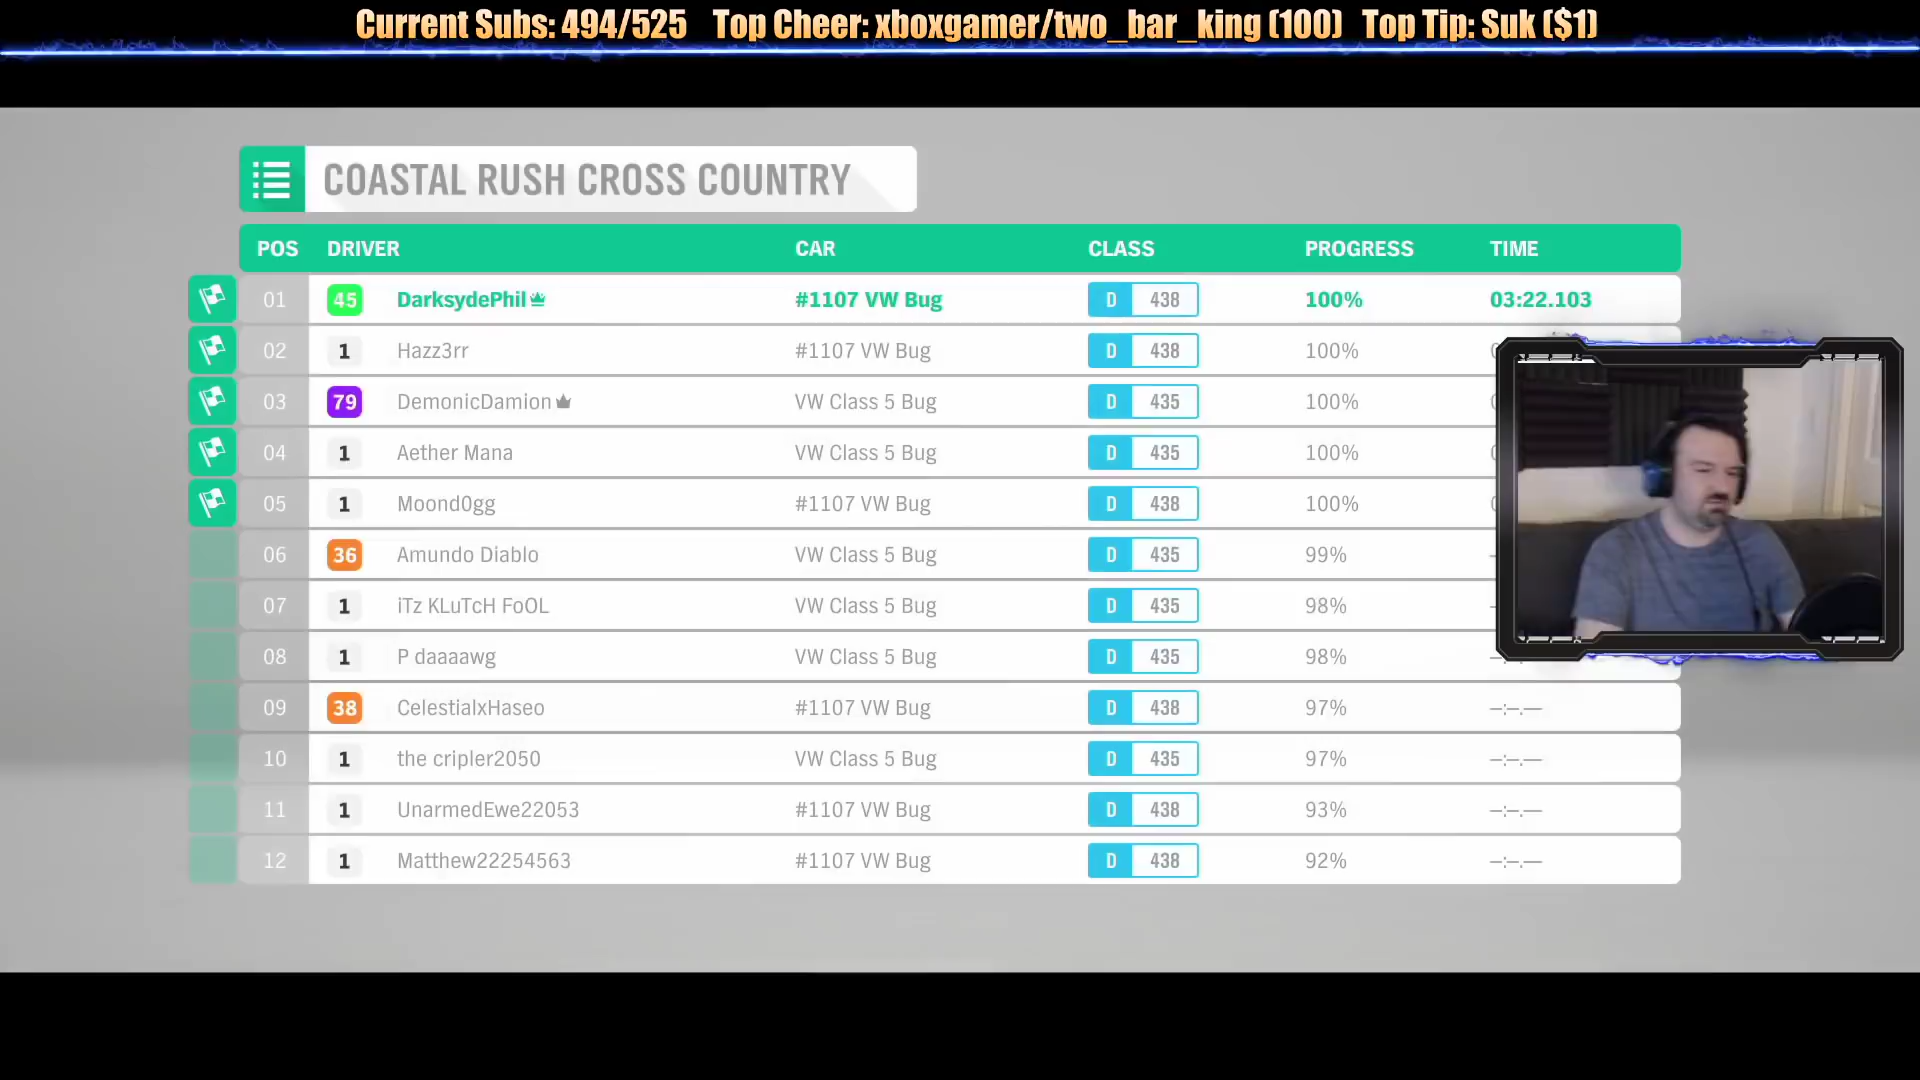 Current Subs: 494/525 Top Cheer: xboxgamer/two_bar_king (100) Top Tip: Suk ($1)
COASTAL RUSH CROSS COUNTRY
POS DRIVER CAR CLASS PROGRESS TIME
01 45 DarksydePhil #1107 VW Bug D 438 100% 03:22.103
02 1 Hazz3rr #1107 VW Bug D 438 100%
03 79 DemonicDamion VW Class 5 Bug D 435 100%
04 1 Aether Mana VW Class 5 Bug D 435 100%
05 1 Moond0gg #1107 VW Bug D 438 100%
06 36 Amundo Diablo VW Class 5 Bug D 435 99%
07 1 iTz KLuTcH FoOL VW Class 5 Bug D 435 98%
08 1 P daaaawg VW Class 5 Bug D 435 98%
09 38 CelestialxHaseo #1107 VW Bug D 438 97% --:--.---
10 1 the cripler2050 VW Class 5 Bug D 435 97% --:--.---
11 1 UnarmedEwe22053 #1107 VW Bug D 438 93% --:--.---
12 1 Matthew22254563 #1107 VW Bug D 438 92% --:--.---